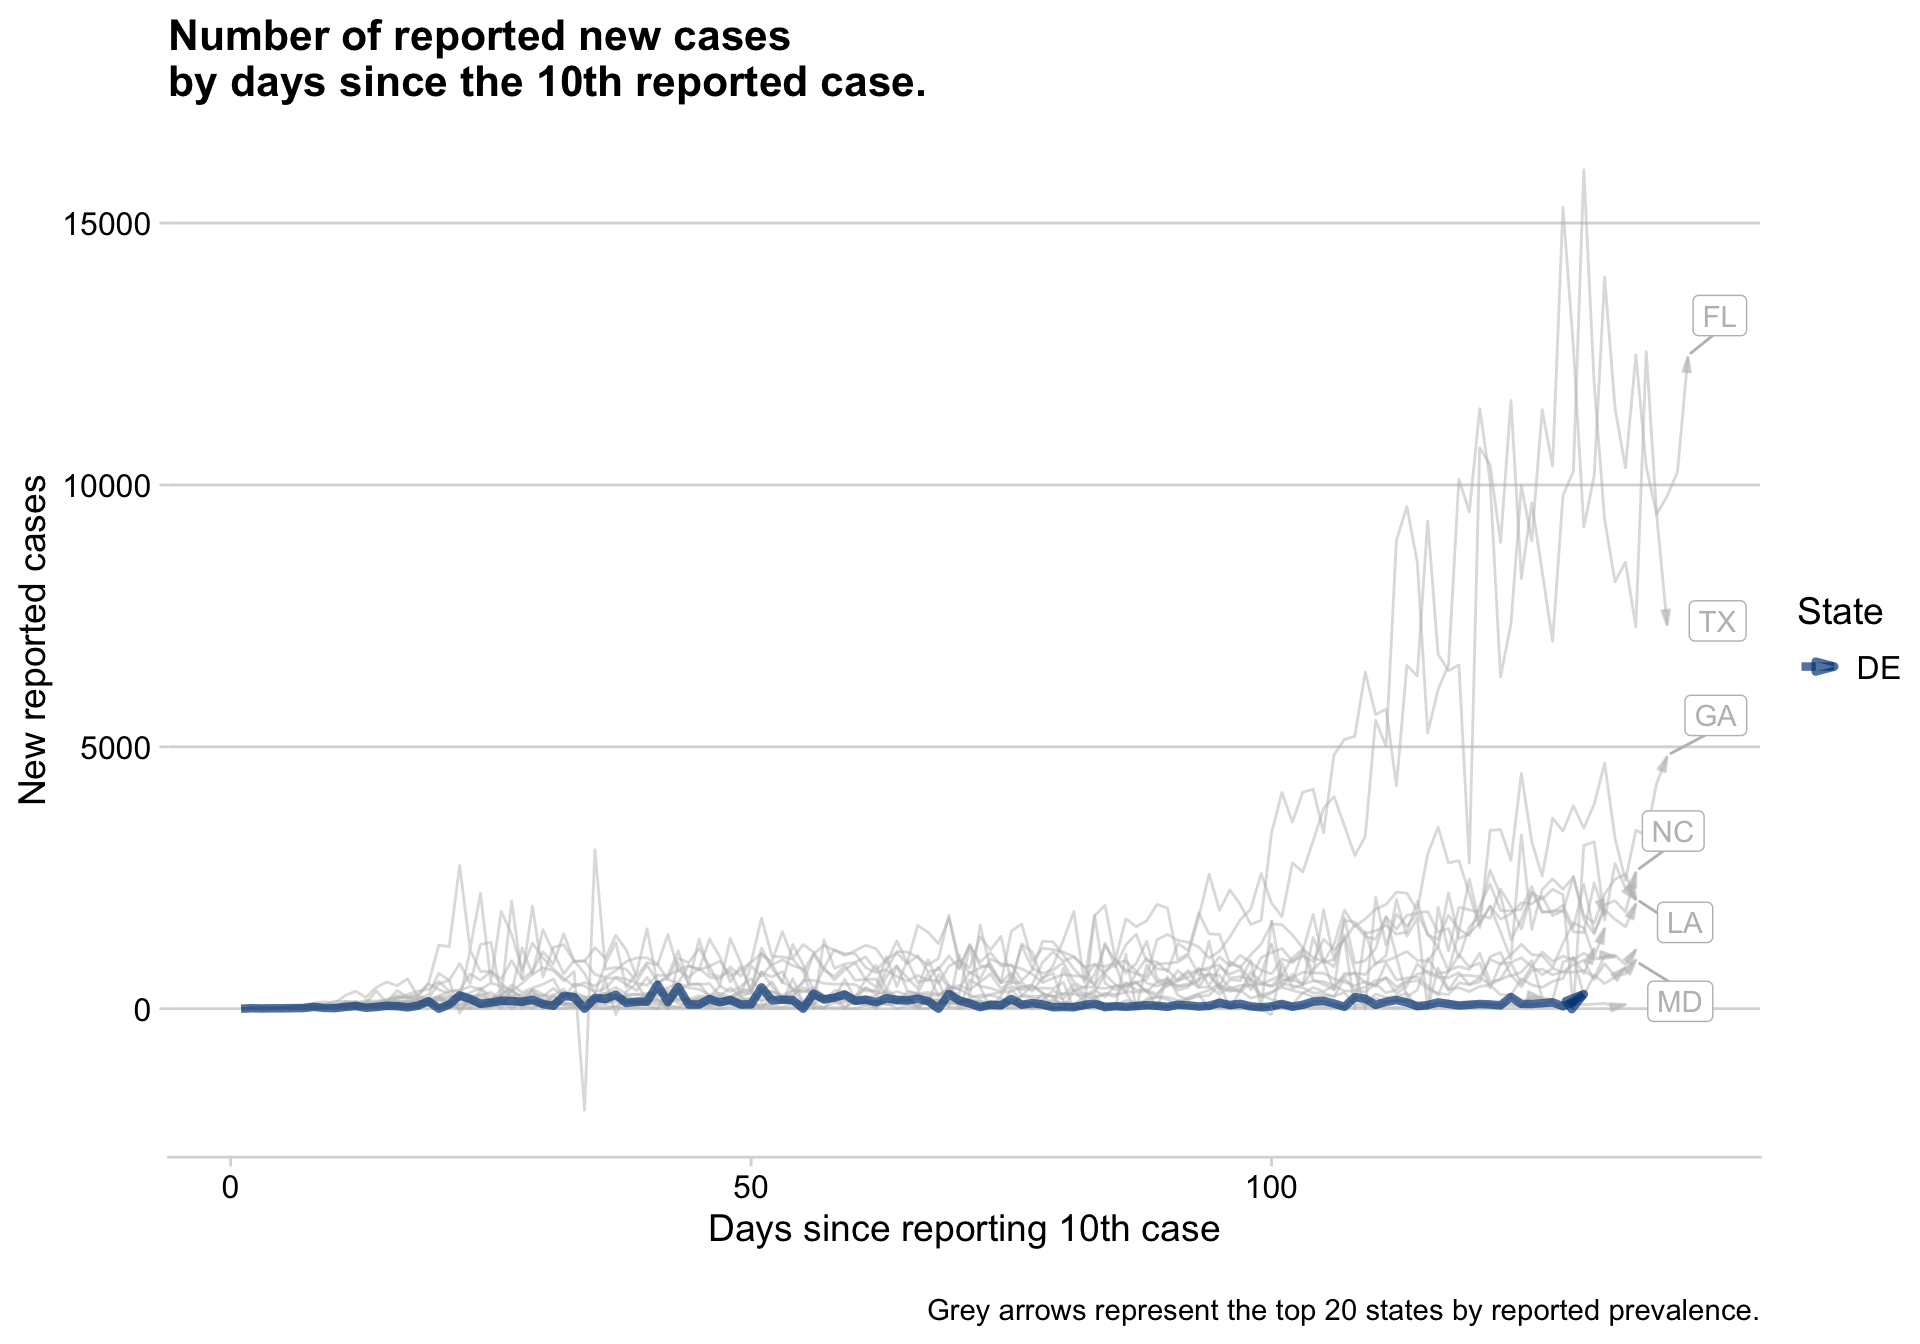 Number of reported new cases
by days since the 10th reported case.
15000
10000
5000
0
New reported cases
FL
TX
GA
NC
LA
MD
State
DE
0
50
100
Days since reporting 10th case
Grey arrows represent the top 20 states by reported prevalence.